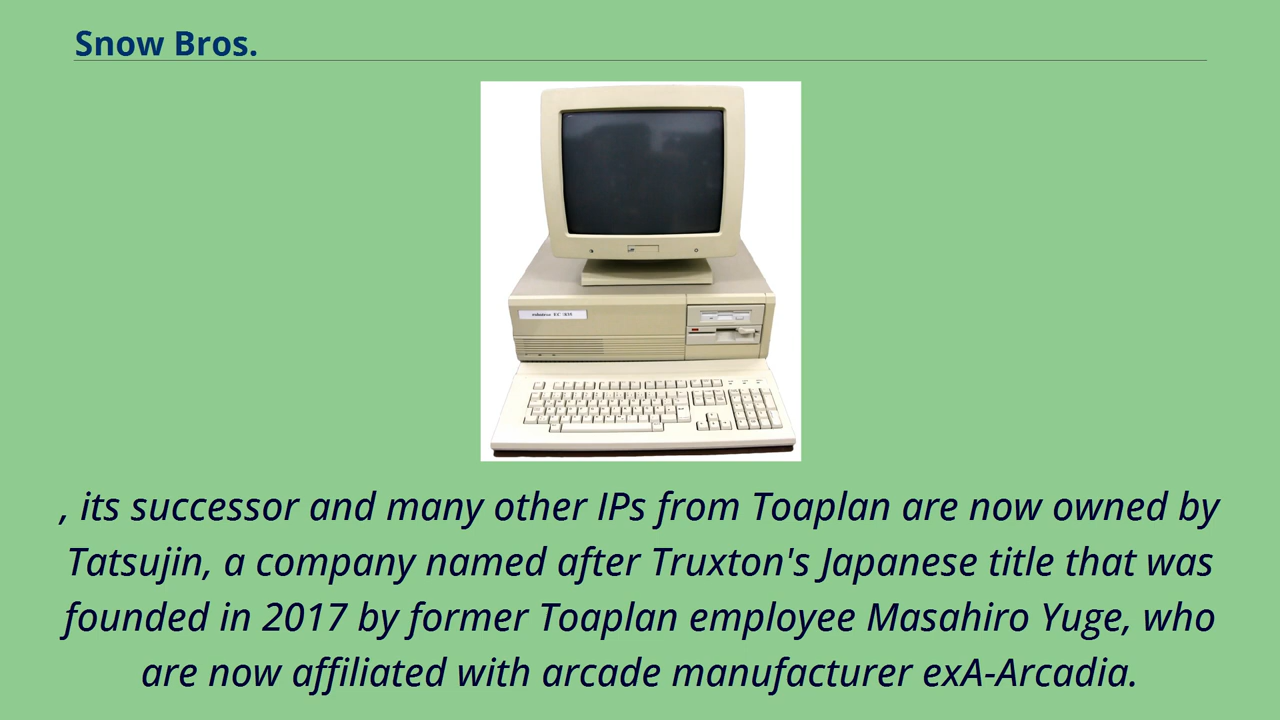 Snow Bros.
, its successor and many other IPs from Toaplan are now owned by
Tatsujin, a company named after Truxton's Japanese title that was
founded in 2017 by former Toaplan employee Masahiro Yuge, who
are now affiliated with arcade manufacturer exA-Arcadia.